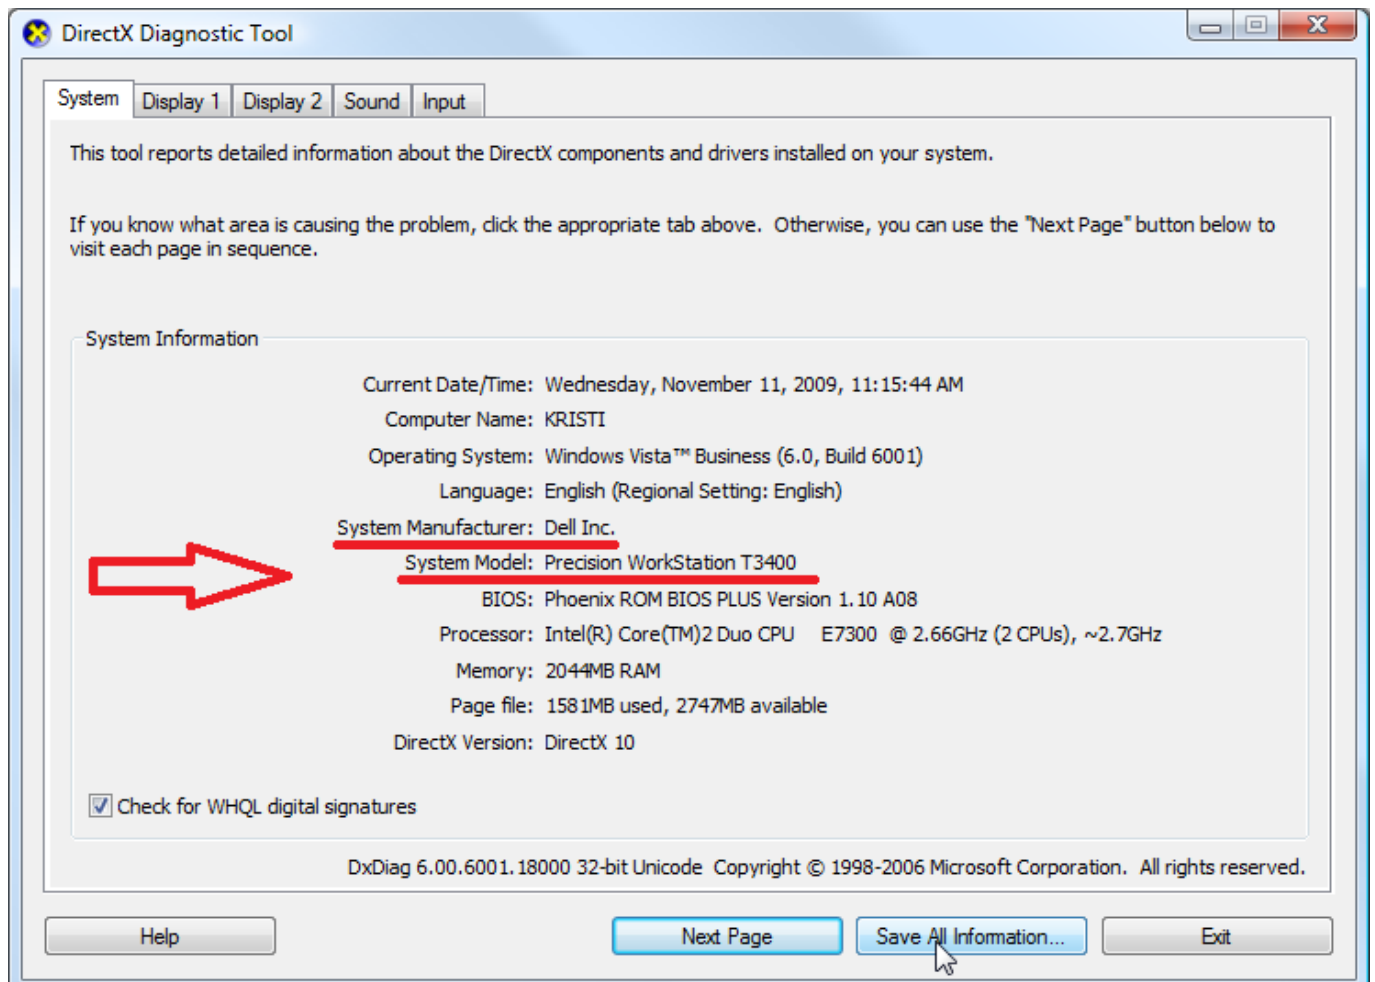 DirectX Diagnostic Tool
System Display 1 Display 2 Sound Input
This tool reports detailed information about the DirectX components and drivers installed on your system.
If you know what area is causing the problem, click the appropriate tab above.  Otherwise, you can use the "Next Page" button below to
visit each page in sequence.
System Information
Current Date/Time: Wednesday, November 11, 2009, 11:15:44 AM
Computer Name: KRISTI
Operating System: Windows Vista™ Business (6.0, Build 6001)
Language: English (Regional Setting: English)
System Manufacturer: Dell Inc.
System Model: Precision WorkStation T3400
BIOS: Phoenix ROM BIOS PLUS Version 1.10 A08
Processor: Intel(R) Core(TM)2 Duo CPU     E7300  @ 2.66GHz (2 CPUs), ~2.7GHz
Memory: 2044MB RAM
Page file: 1581MB used, 2747MB available
DirectX Version: DirectX 10
Check for WHQL digital signatures
DxDiag 6.00.6001.18000 32-bit Unicode  Copyright © 1998-2006 Microsoft Corporation.  All rights reserved.
Help Next Page Save All Information... Exit